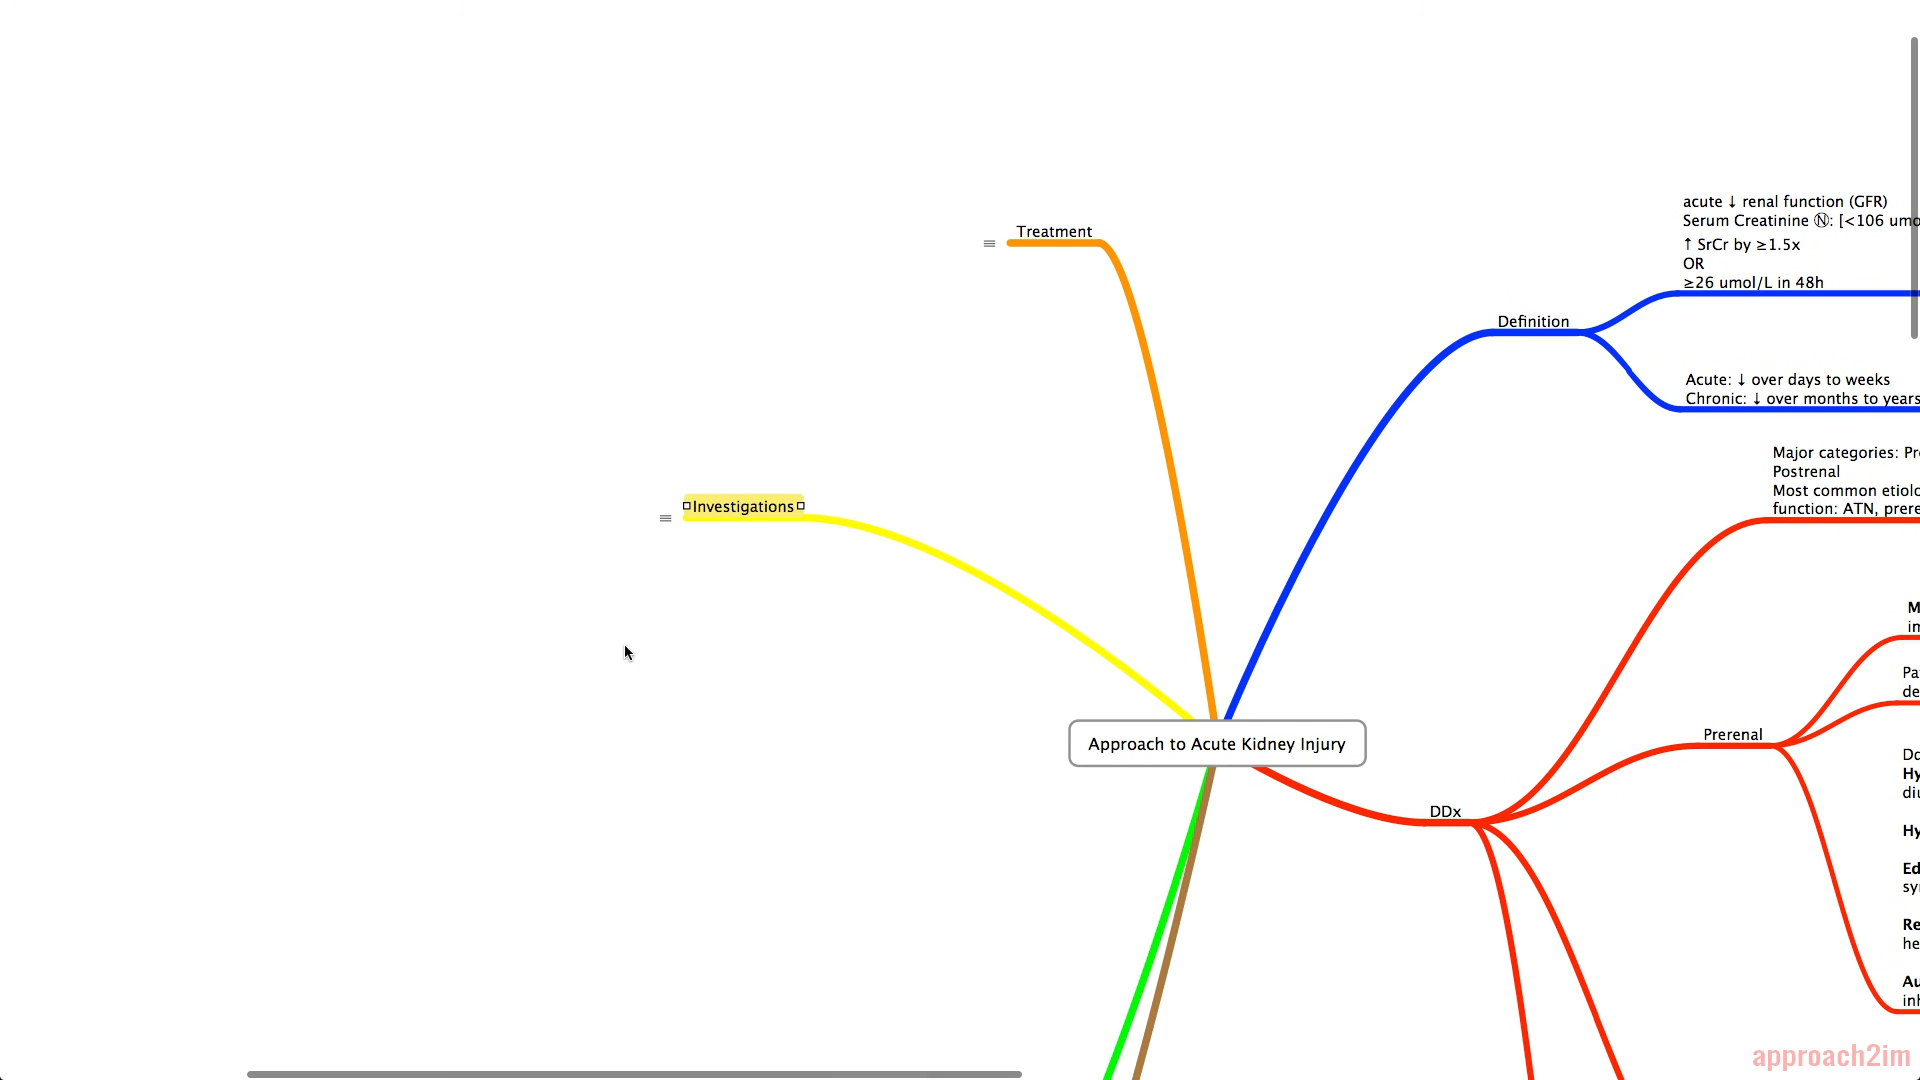 Treatment
acute ↓ renal function (GFR)
Serum Creatinine Ⓝ: [<106
↑ SrCr by ≥1.5x
OR
≥26 umol/L in 48h
Definition
Acute: ↓ over days to weeks
Chronic: ↓ over months to years
Major categories:
Postrenal
Most common
function: ATN,
Investigations
Prerenal
Approach to Acute Kidney Injury
DDx
approach2im